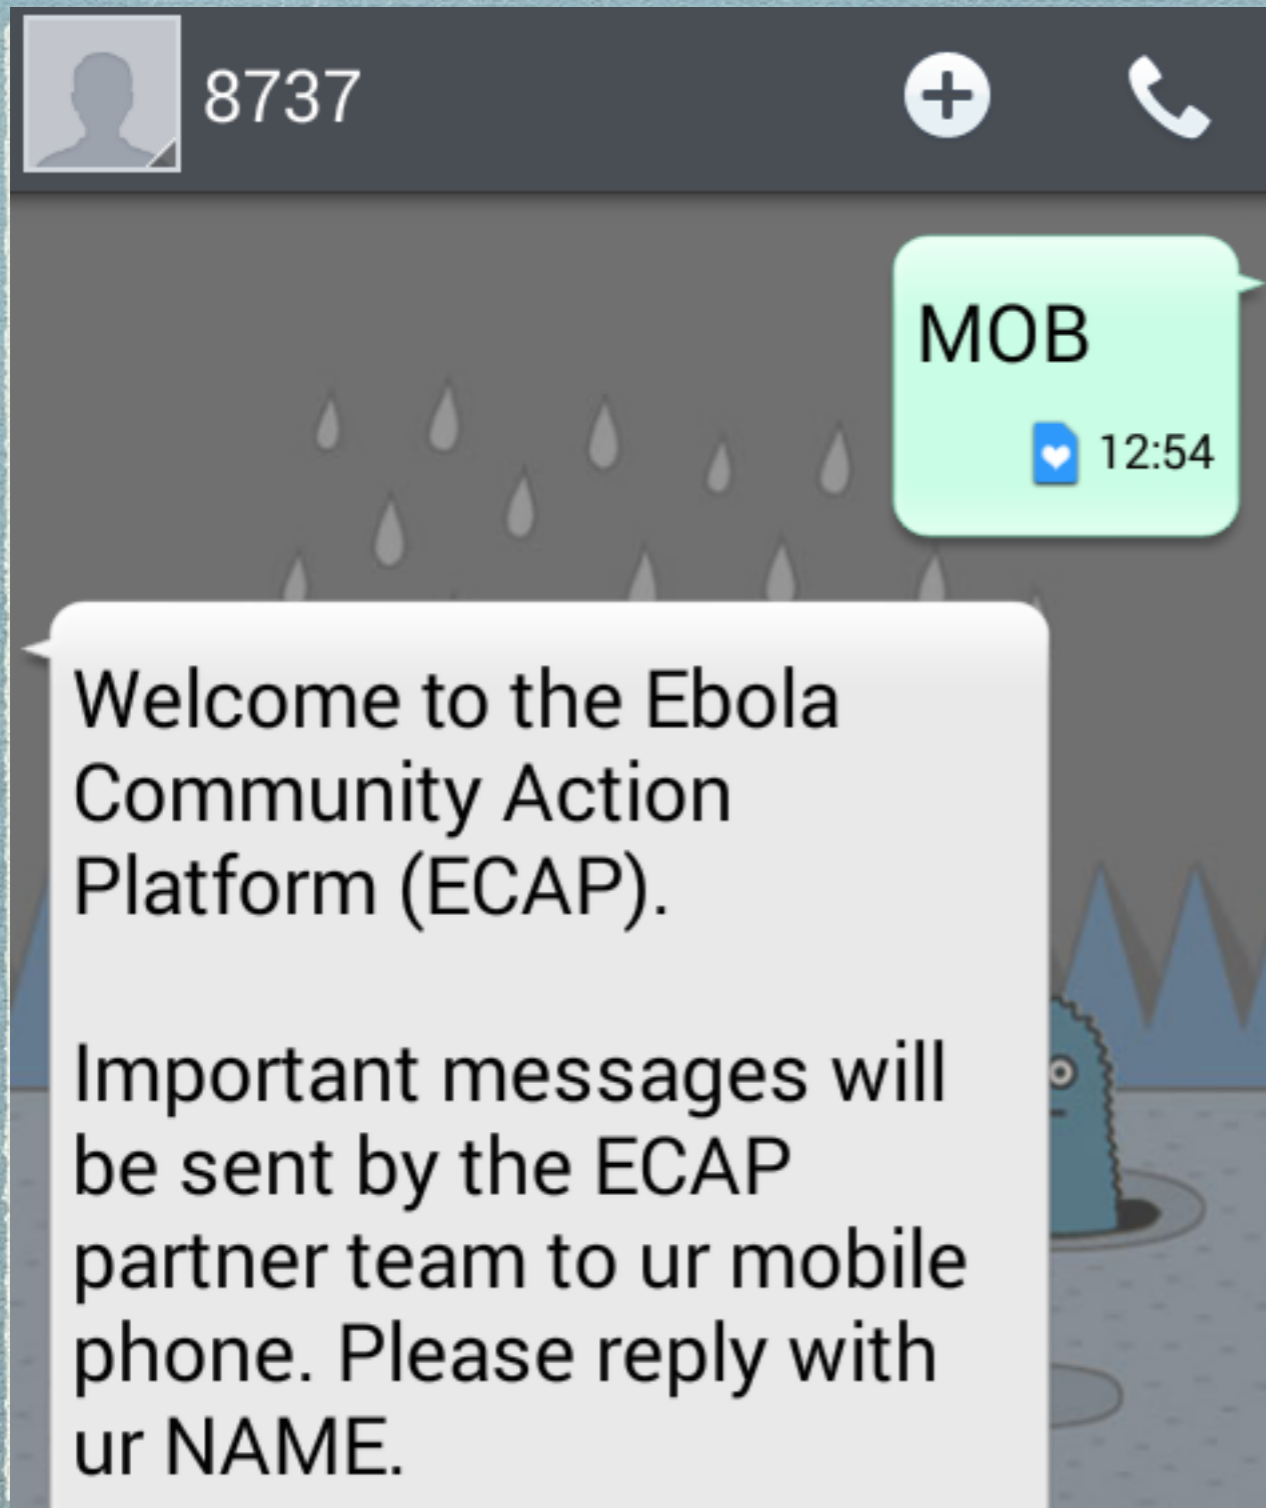 8737
MOB
12:54
Welcome to the Ebola
Community Action
Platform (ECAP).
Important messages will
be sent by the ECAP
partner team to ur mobile
phone. Please reply with
ur NAME.